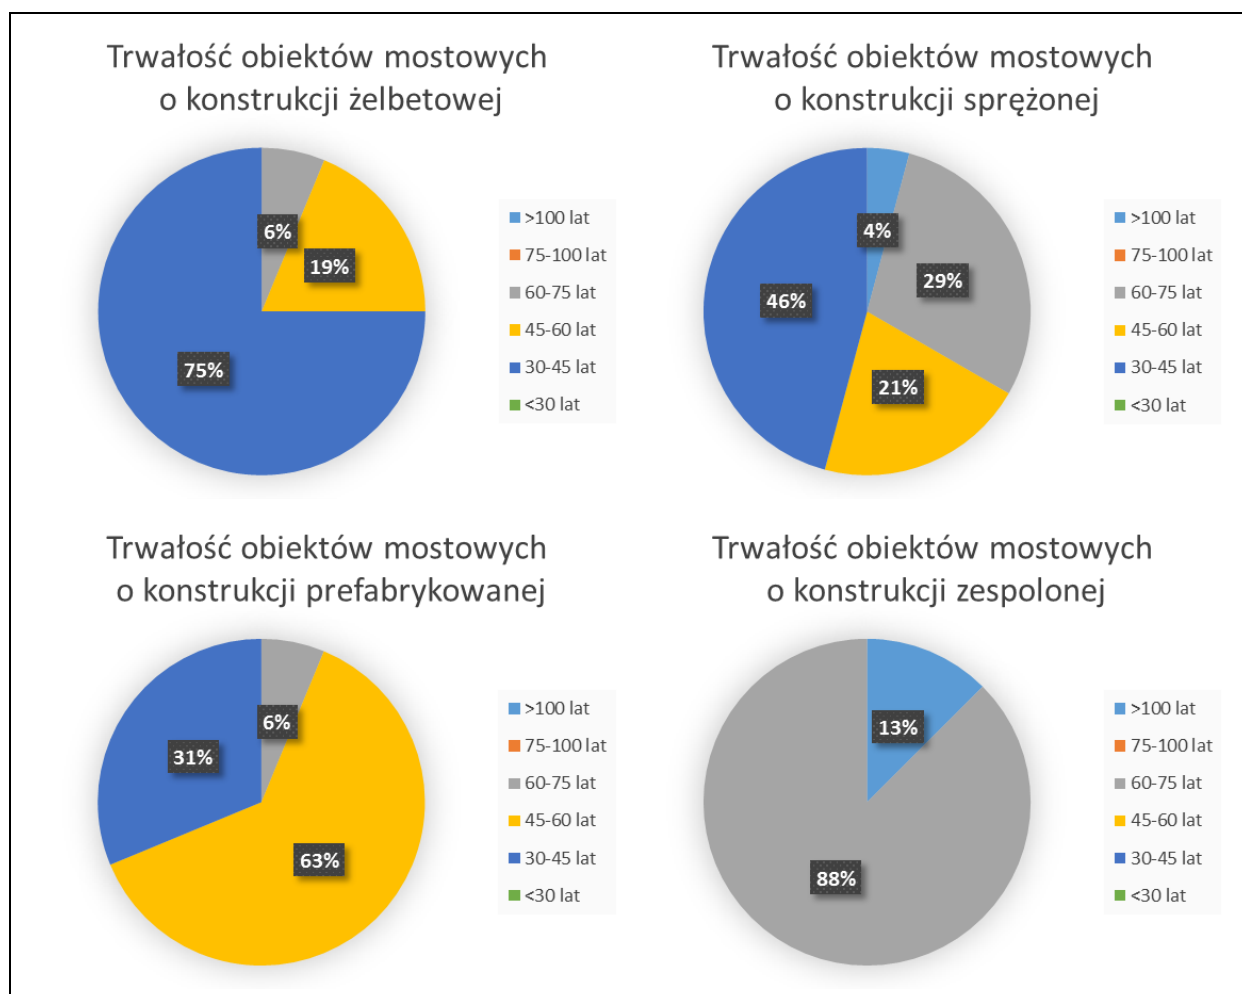 Trwałość obiektów mostowych
o konstrukcji żelbetowej
6%
19%
75%
>100 lat
75-100 lat
60-75 lat
45-60 lat
30-45 lat
<30 lat
Trwałość obiektów mostowych
o konstrukcji sprężonej
4%
29%
46%
21%
>100 lat
75-100 lat
60-75 lat
45-60 lat
30-45 lat
<30 lat
Trwałość obiektów mostowych
o konstrukcji prefabrykowanej
6%
31%
63%
>100 lat
75-100 lat
60-75 lat
45-60 lat
30-45 lat
<30 lat
Trwałość obiektów mostowych
o konstrukcji zespolonej
13%
88%
>100 lat
75-100 lat
60-75 lat
45-60 lat
30-45 lat
<30 lat